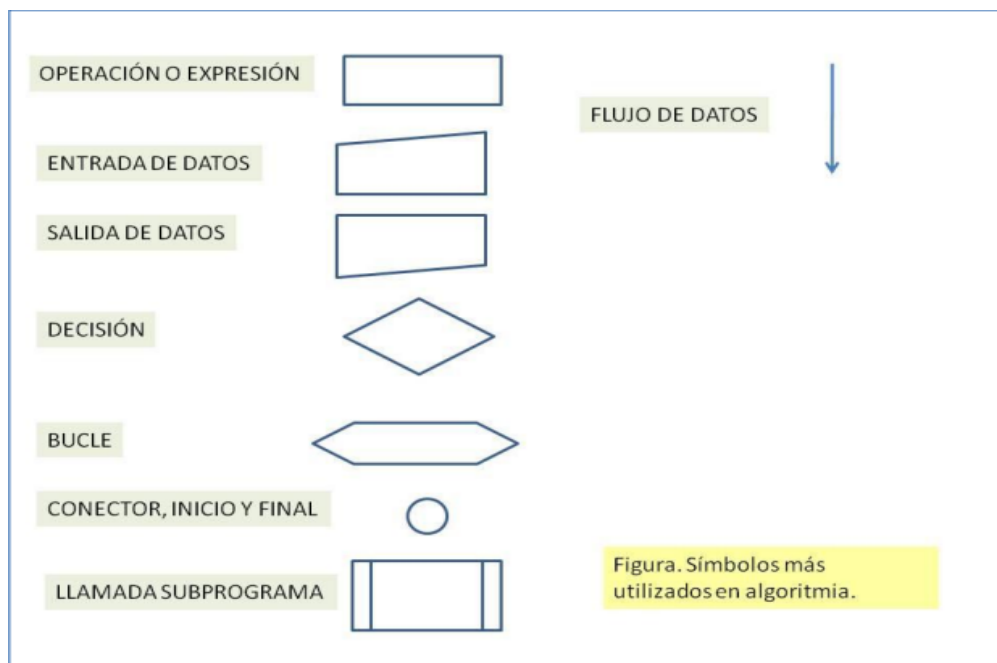 OPERACIÓN O EXPRESIÓN
FLUJO DE DATOS
ENTRADA DE DATOS
SALIDA DE DATOS
DECISIÓN
BUCLE
CONECTOR, INICIO Y FINAL
LLAMADA SUBPROGRAMA
Figura. Símbolos más
utilizados en algoritmia.